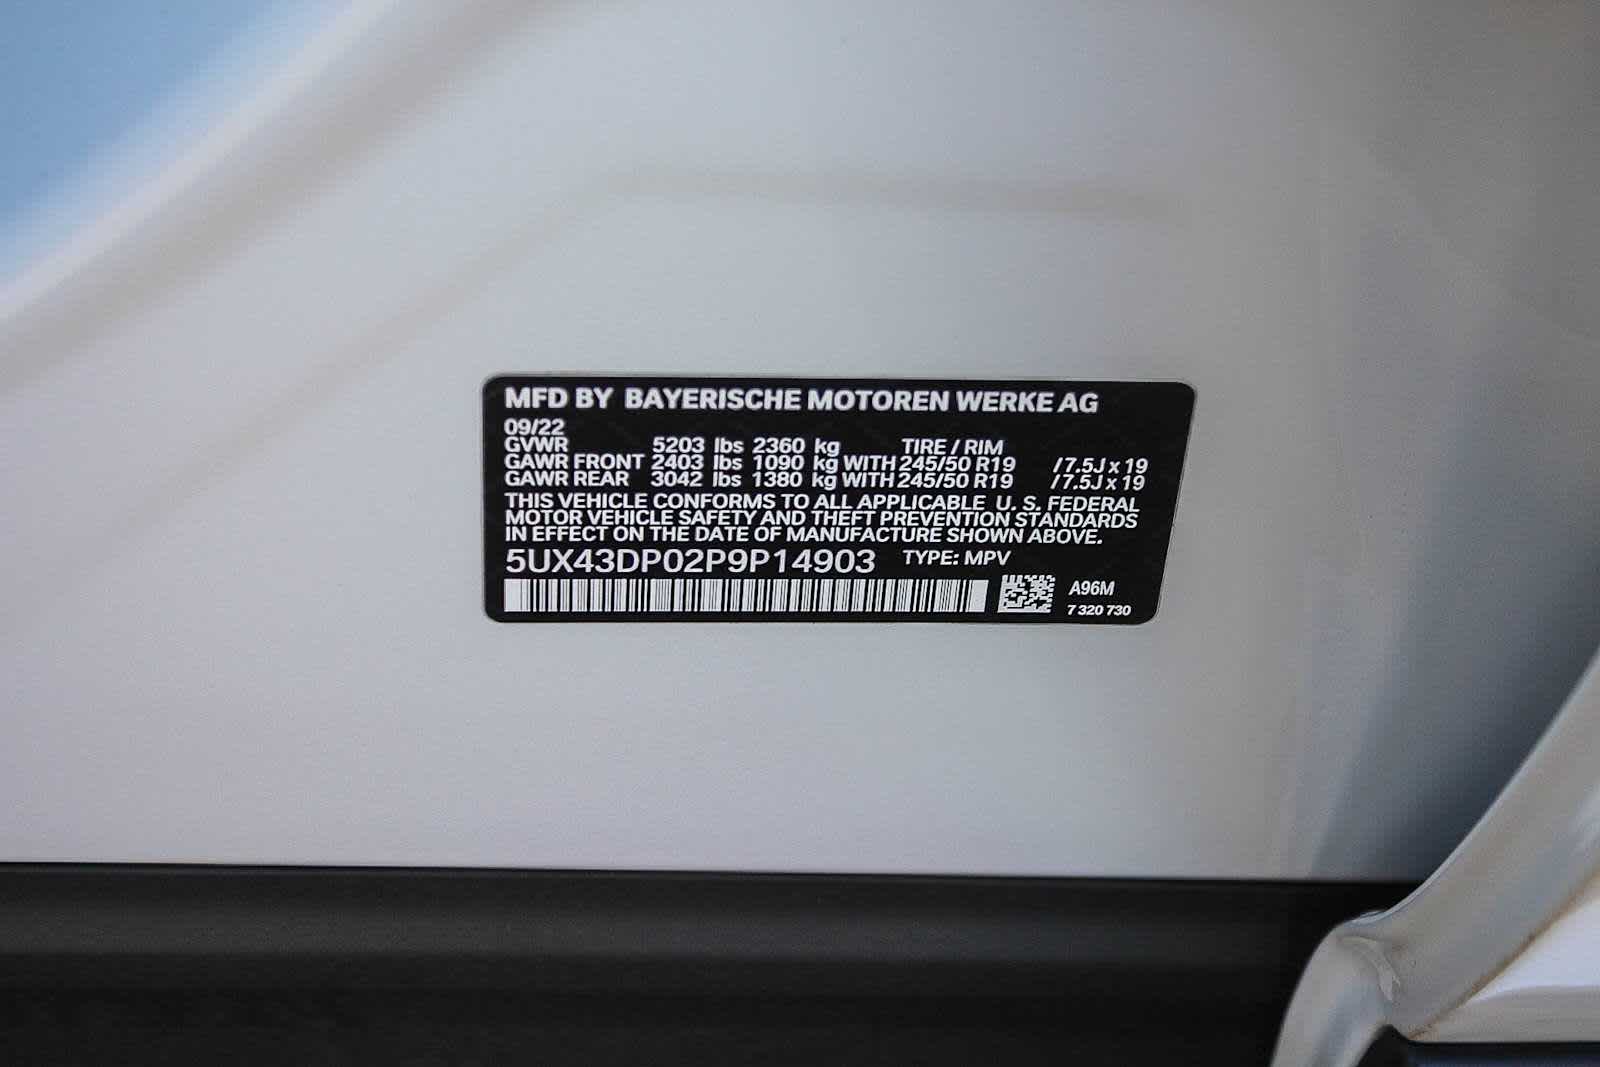 MFD BY BAYERISCHE MOTOREN WERKE AG
09/22
GVWR 5203 lbs 2360 kg TIRE / RIM
GAWR FRONT 2403 lbs 1090 kg WITH 245/50 R19 /7.5J x 19
GAWR REAR 3042 lbs 1380 kg WITH 245/50 R19 /7.5J x 19
THIS VEHICLE CONFORMS TO ALL APPLICABLE U. S. FEDERAL
MOTOR VEHICLE SAFETY AND THEFT PREVENTION STANDARDS
IN EFFECT ON THE DATE OF MANUFACTURE SHOWN ABOVE.
5UX43DP02P9P14903 TYPE: MPV
A96M
7 320 730